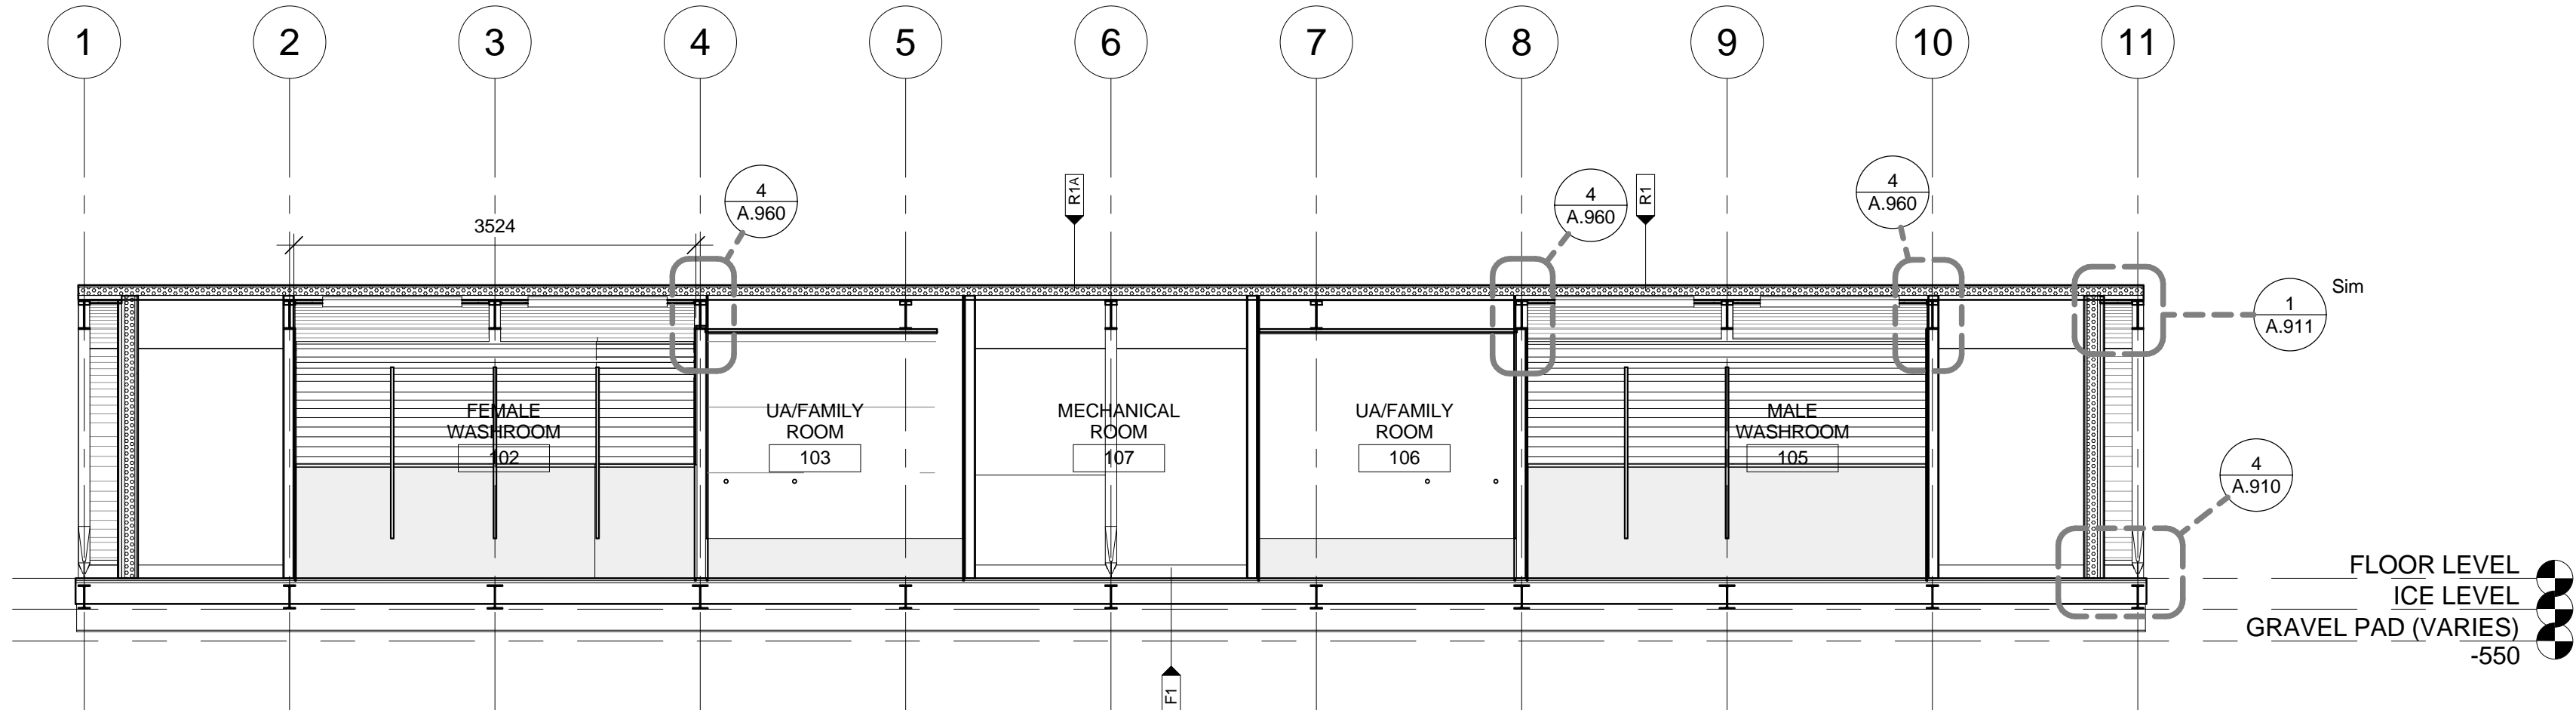 1
2
3
4
5
6
7
8
9
10
11
4
A.960
R1A
4
A.960
R1
4
A.960
3524
1
A.911
Sim
FEMALE
WASHROOM
102
UA/FAMILY
ROOM
103
MECHANICAL
ROOM
107
UA/FAMILY
ROOM
106
MALE
WASHROOM
105
4
A.910
FLOOR LEVEL
ICE LEVEL
GRAVEL PAD (VARIES)
-550
F1